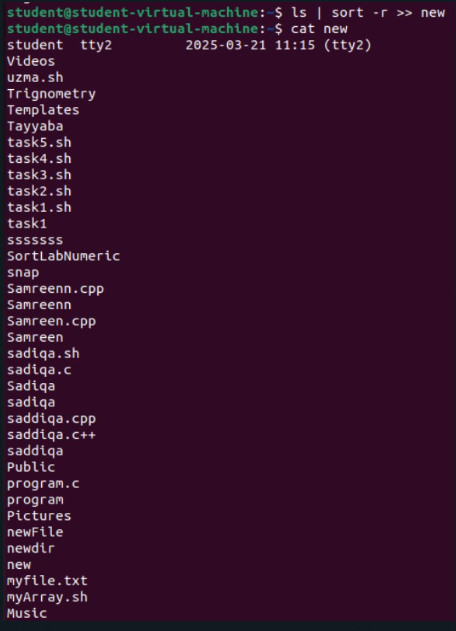 student@student-virtual-machine:~$ ls | sort -r >> new
student@student-virtual-machine:~$ cat new
student  tty2         2025-03-21 11:15 (tty2)
Videos
uzma.sh
Trignometry
Templates
Tayyaba
task5.sh
task4.sh
task3.sh
task2.sh
task1.sh
task1
sssssss
SortLabNumeric
snap
Samreenn.cpp
Samreenn
Samreen.cpp
Samreen
sadiqa.sh
sadiqa.c
Sadiqa
sadiqa
saddiqa.cpp
saddiqa.c++
saddiqa
Public
program.c
program
Pictures
newFile
newdir
new
myfile.txt
myArray.sh
Music